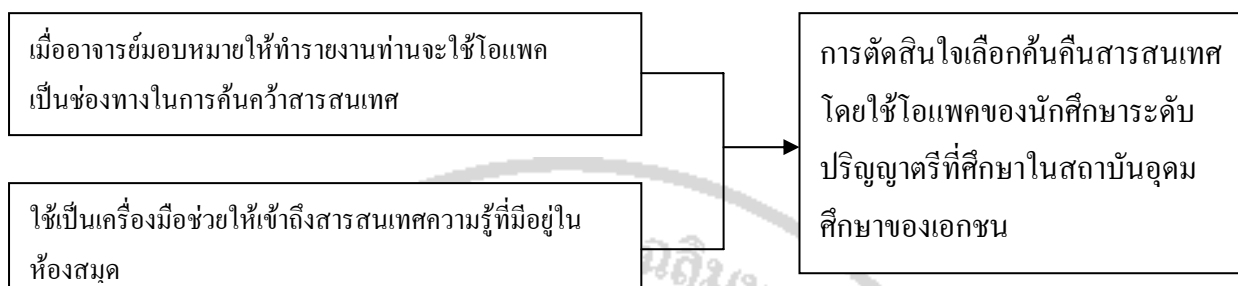 เมื่ออาจารย์มอบหมายให้ทำรายงานท่านจะใช้โอแพค
เป็นช่องทางในการค้นคว้าสารสนเทศ
ใช้เป็นเครื่องมือช่วยให้เข้าถึงสารสนเทศความรู้ที่มีอยู่ใน
ห้องสมุด
การตัดสินใจเลือกค้นคืนสารสนเทศ
โดยใช้โอแพคของนักศึกษาระดับ
ปริญญาตรีที่ศึกษาในสถาบันอุดม
ศึกษาของเอกชน